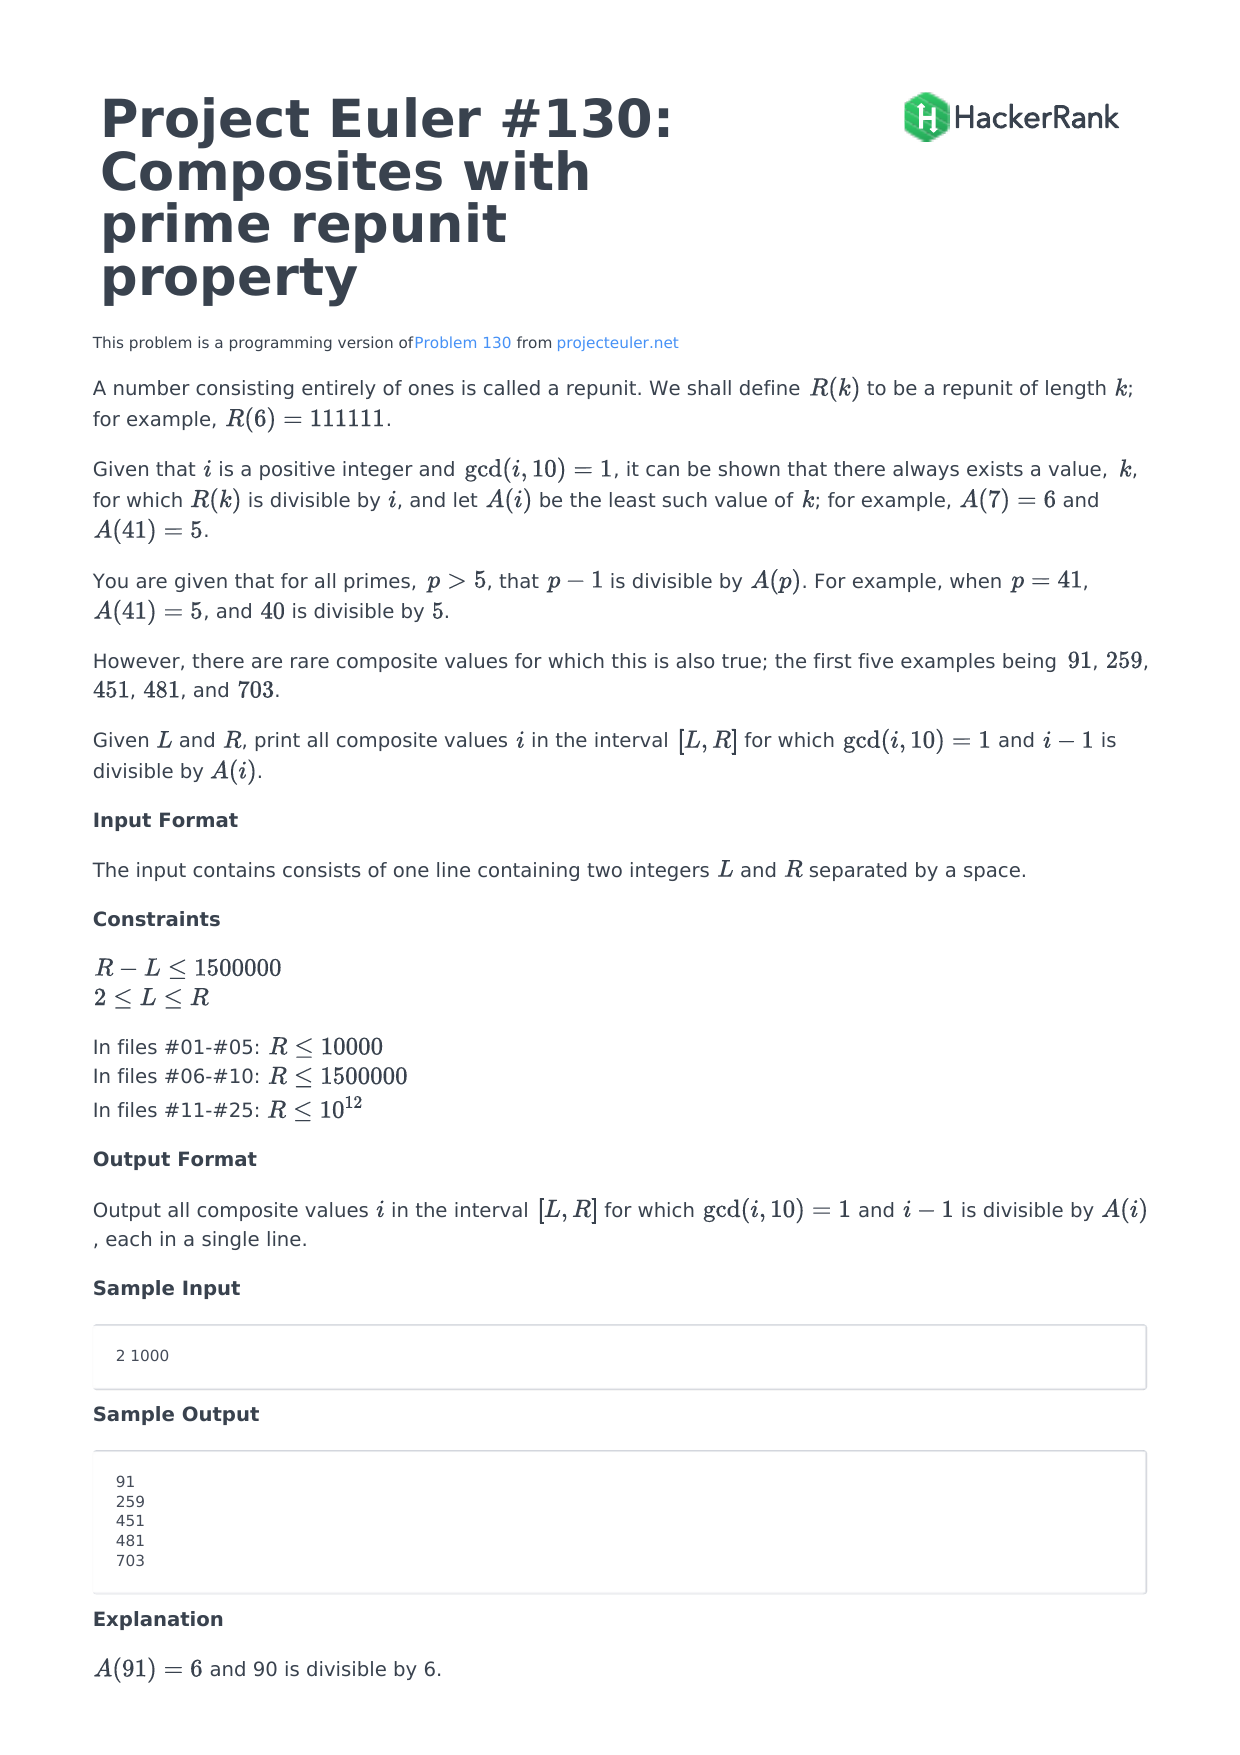 Project Euler #130:
Composites with
prime repunit
property
HackerRank
This problem is a programming version ofProblem 130 from projecteuler.net
A number consisting entirely of ones is called a repunit. We shall define R(k) to be a repunit of length k;
for example, R(6) = 111111.
Given that i is a positive integer and gcd(i, 10) = 1, it can be shown that there always exists a value, k,
for which R(k) is divisible by i, and let A(i) be the least such value of k; for example, A(7) = 6 and
A(41) = 5.
You are given that for all primes, p > 5, that p − 1 is divisible by A(p). For example, when p = 41,
A(41) = 5, and 40 is divisible by 5.
However, there are rare composite values for which this is also true; the first five examples being 91, 259,
451, 481, and 703.
Given L and R, print all composite values i in the interval [L, R] for which gcd(i, 10) = 1 and i − 1 is
divisible by A(i).
Input Format
The input contains consists of one line containing two integers L and R separated by a space.
Constraints
R − L ≤ 1500000
2 ≤ L ≤ R
In files #01-#05: R ≤ 10000
In files #06-#10: R ≤ 1500000
In files #11-#25: R ≤ 10¹²
Output Format
Output all composite values i in the interval [L, R] for which gcd(i, 10) = 1 and i − 1 is divisible by A(i)
, each in a single line.
Sample Input
2 1000
Sample Output
91
259
451
481
703
Explanation
A(91) = 6 and 90 is divisible by 6.